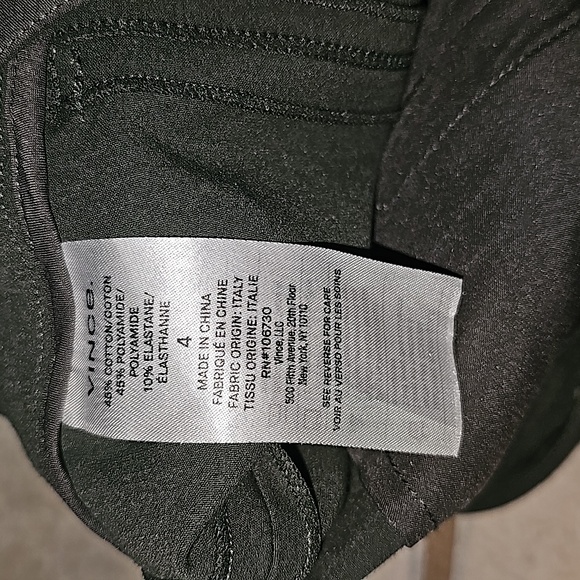 VINCE.
45% COTTON/COTON
45% POLYAMIDE/
POLYAMIDE
10% ELASTANE/
ÉLASTHANNE
4
MADE IN CHINA
FABRIQUÉ EN CHINE
FABRIC ORIGIN: ITALY
TISSU ORIGINE: ITALIE
RN#106730
Vince, LLC
500 Fifth Avenue, 20th Floor
New York, NY 10110
SEE REVERSE FOR CARE
VOIR AU VERSO POUR LES SOINS